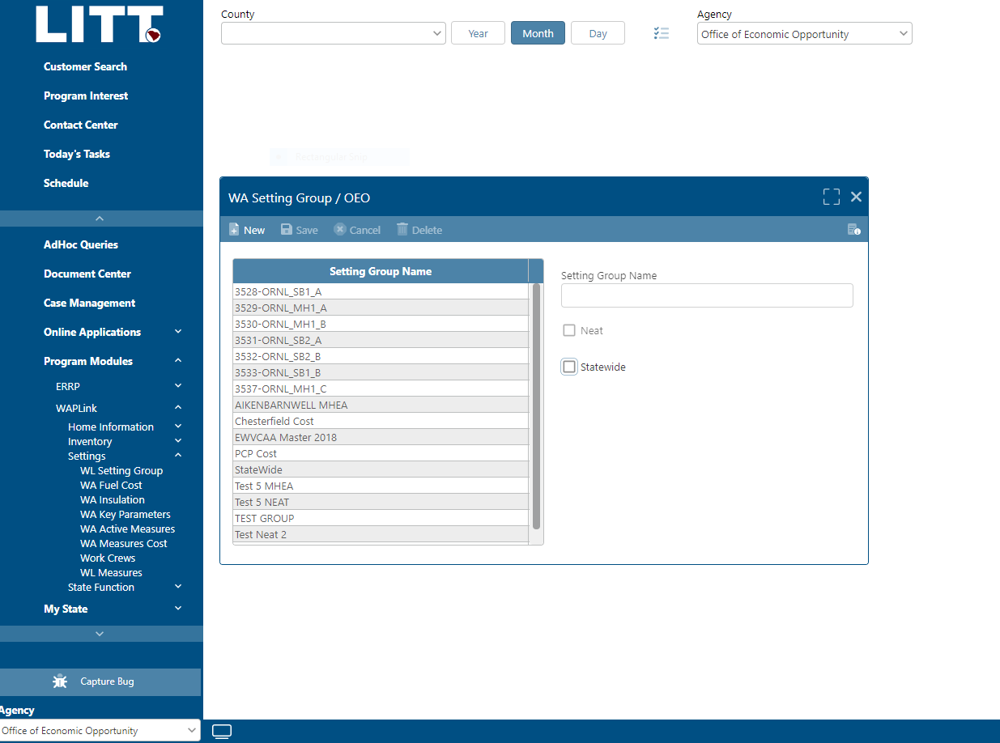 LITT
Customer Search
Program Interest
Contact Center
Today's Tasks
Schedule
AdHoc Queries
Document Center
Case Management
Online Applications
Program Modules
ERRP
WAPLink
Home Information
Inventory
Settings
WL Setting Group
WA Fuel Cost
WA Insulation
WA Key Parameters
WA Active Measures
WA Measures Cost
Work Crews
WL Measures
State Function
My State
Capture Bug
Agency
Office of Economic Opportunity
County
Year
Month
Day
Agency
Office of Economic Opportunity
Rectangular Snip
WA Setting Group / OEO
New
Save
Cancel
Delete
Setting Group Name
3528-ORNL_SB1_A
3529-ORNL_MH1_A
3530-ORNL_MH1_B
3531-ORNL_SB2_A
3532-ORNL_SB2_B
3533-ORNL_SB1_B
3537-ORNL_MH1_C
AIKENBARNWELL MHEA
Chesterfield Cost
EWVCAA Master 2018
PCP Cost
StateWide
Test 5 MHEA
Test 5 NEAT
TEST GROUP
Test Neat 2
Setting Group Name
Neat
Statewide